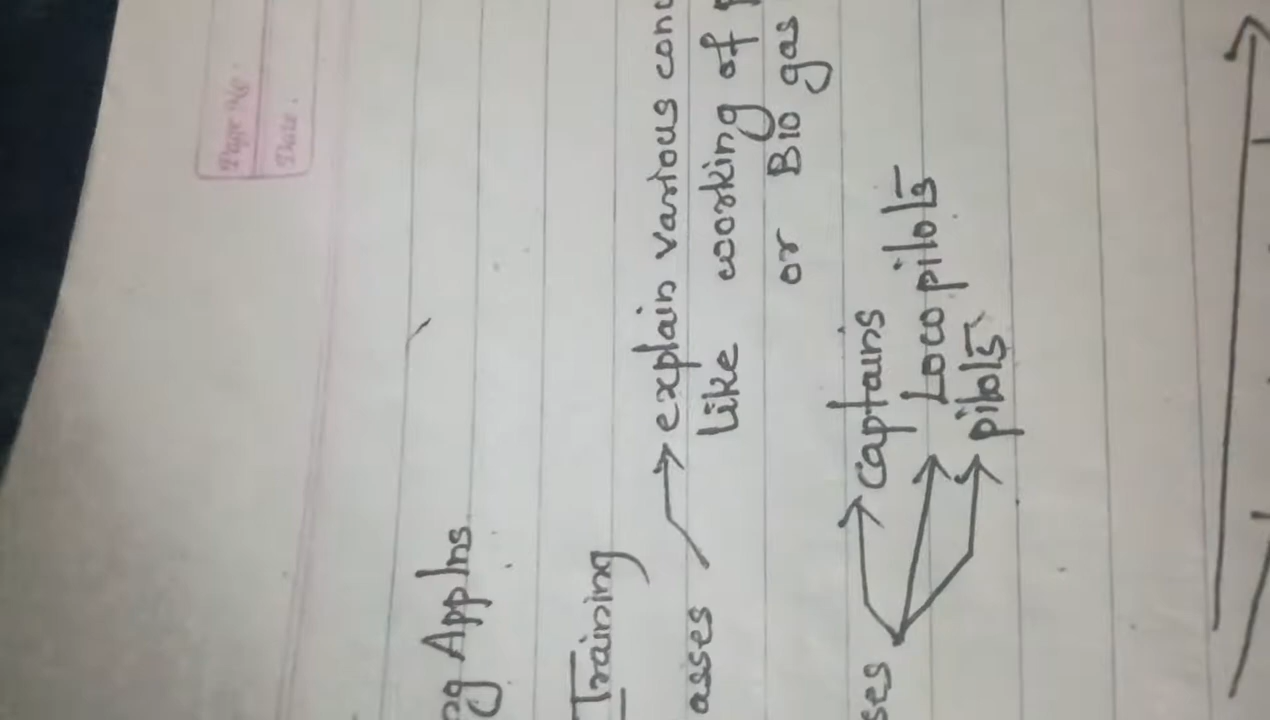 Page No.
Date.
Applns
Training
asses → explain various
like working of
or Bio gas
ses → captains
Loco pilots
pilots